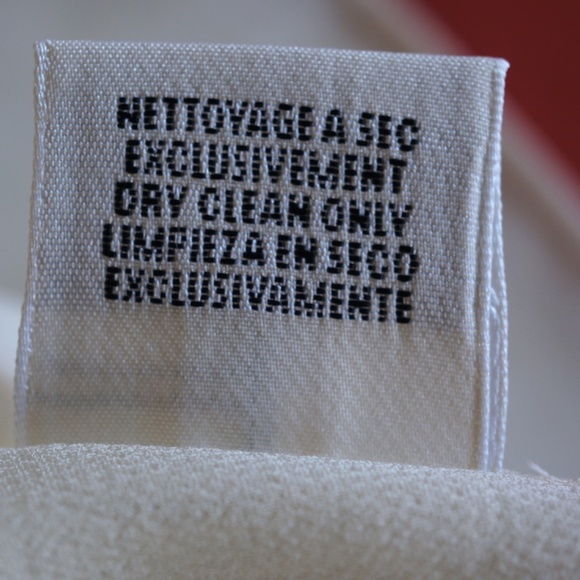 NETTOYAGE A SEC
EXCLUSIVEMENT
DRY CLEAN ONLY
LIMPIEZA EN SECO
EXCLUSIVAMENTE